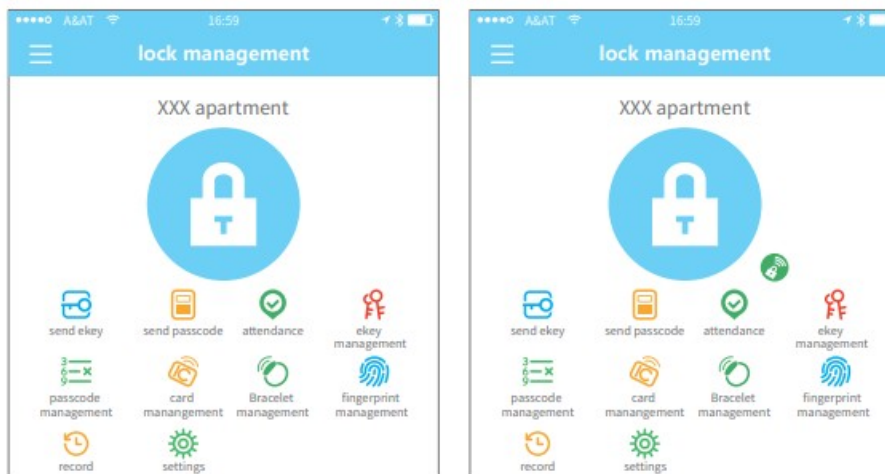 A&AT 16:59
lock management
XXX apartment
T
send ekey send passcode attendance ekey management
passcode management card manangement Bracelet management fingerprint management
record settings
A&AT 16:59
lock management
XXX apartment
T
send ekey send passcode attendance ekey management
passcode management card manangement Bracelet management fingerprint management
record settings